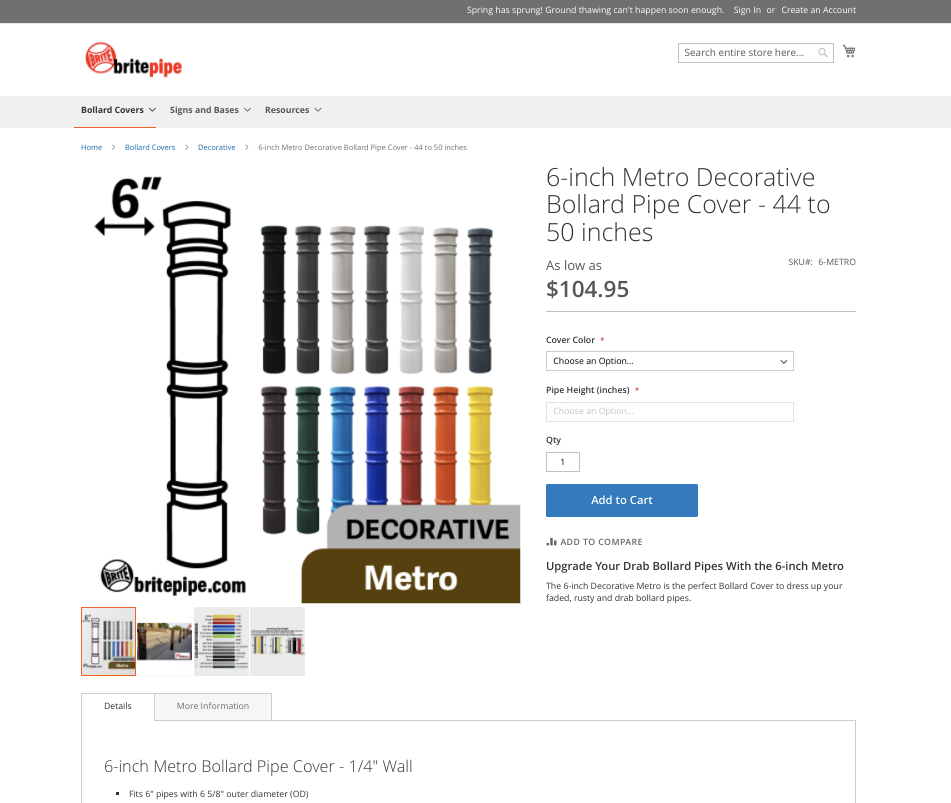 Spring has sprung! Ground thawing can't happen soon enough. Sign In or Create an Account
BRITE britepipe
Search entire store here...
Bollard Covers Signs and Bases Resources
Home > Bollard Covers > Decorative > 6-inch Metro Decorative Bollard Pipe Cover - 44 to 50 inches
6"
BRITE britepipe.com
DECORATIVE
Metro
6-inch Metro Decorative
Bollard Pipe Cover - 44 to
50 inches
As low as
SKU#: 6-METRO
$104.95
Cover Color *
Choose an Option...
Pipe Height (inches) *
Choose an Option...
Qty
1
Add to Cart
ADD TO COMPARE
Upgrade Your Drab Bollard Pipes With the 6-inch Metro
The 6-inch Decorative Metro is the perfect Bollard Cover to dress up your
faded, rusty and drab bollard pipes.
6"
DECORATIVE
Metro
Details More Information
6-inch Metro Bollard Pipe Cover - 1/4" Wall
Fits 6" pipes with 6 5/8" outer diameter (OD)